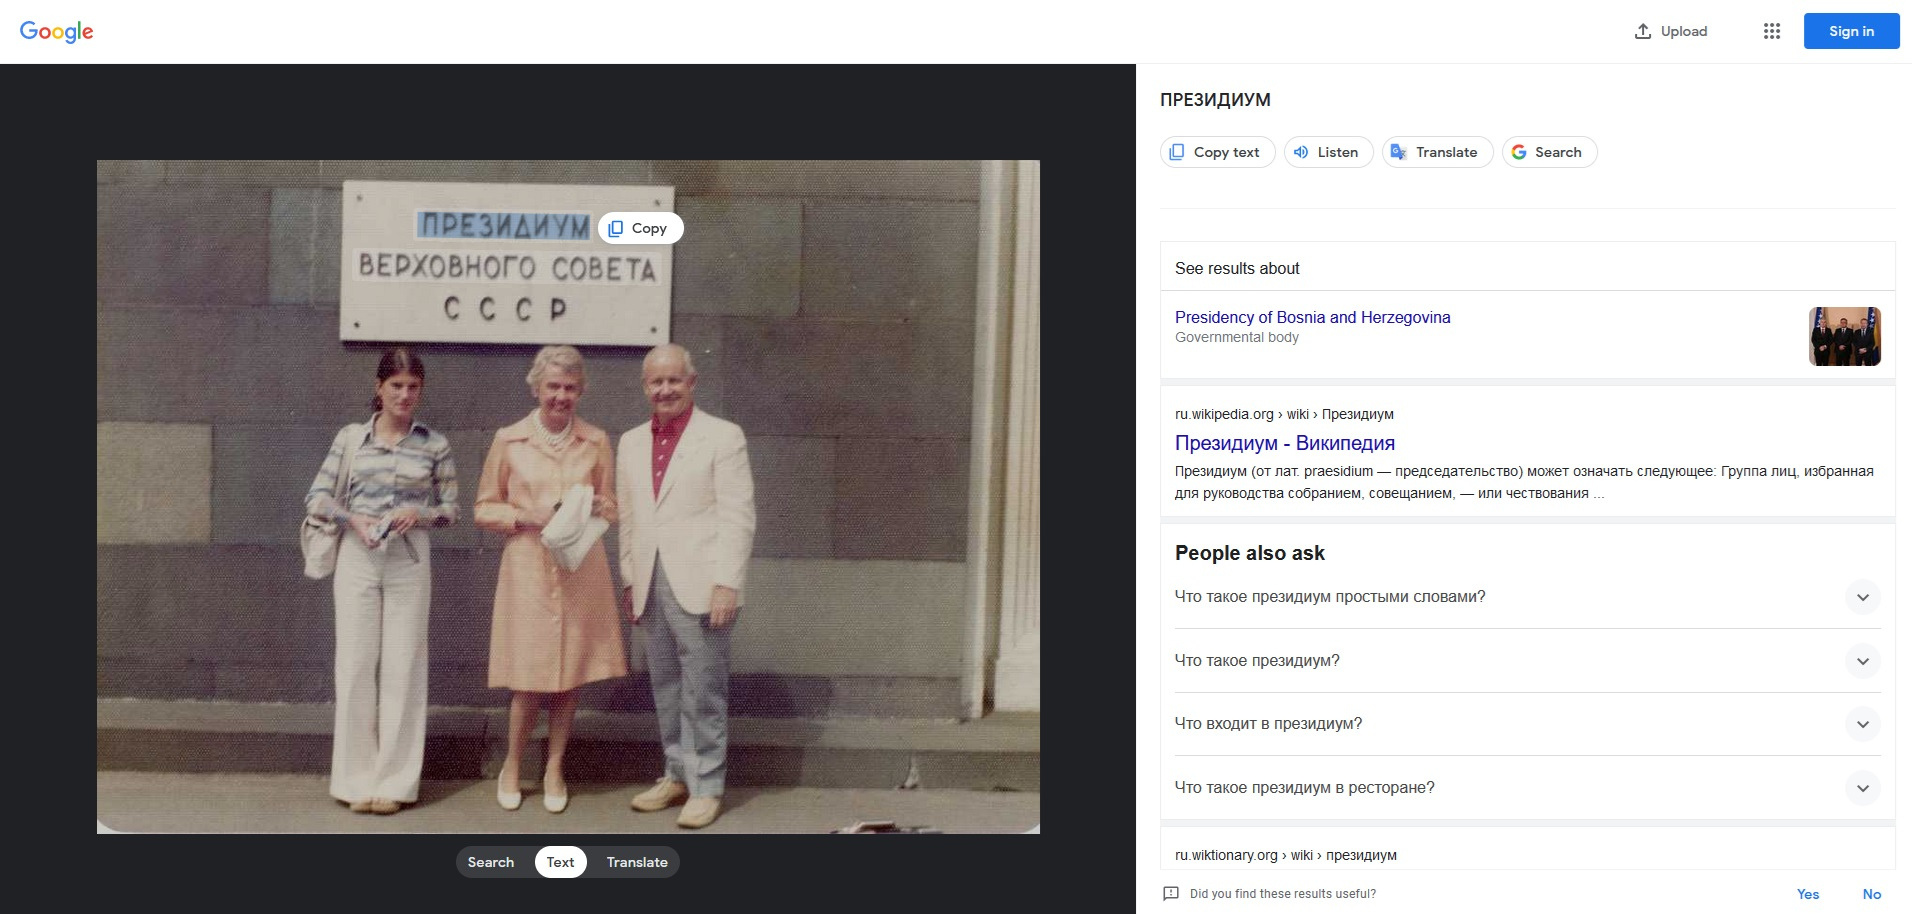 Google
Upload
Sign in
ПРЕЗИДИУМ
Copy
ВЕРХОВНОГО СОВЕТА
С С С Р
Search
Text
Translate
ПРЕЗИДИУМ
Copy text
Listen
Translate
Search
See results about
Presidency of Bosnia and Herzegovina
Governmental body
ru.wikipedia.org › wiki › Президиум
Президиум - Википедия
Президиум (от лат. praesidium — председательство) может означать следующее: Группа лиц, избранная
для руководства собранием, совещанием, — или чествования ...
People also ask
Что такое президиум простыми словами?
Что такое президиум?
Что входит в президиум?
Что такое президиум в ресторане?
ru.wiktionary.org › wiki › президиум
Did you find these results useful?
Yes
No